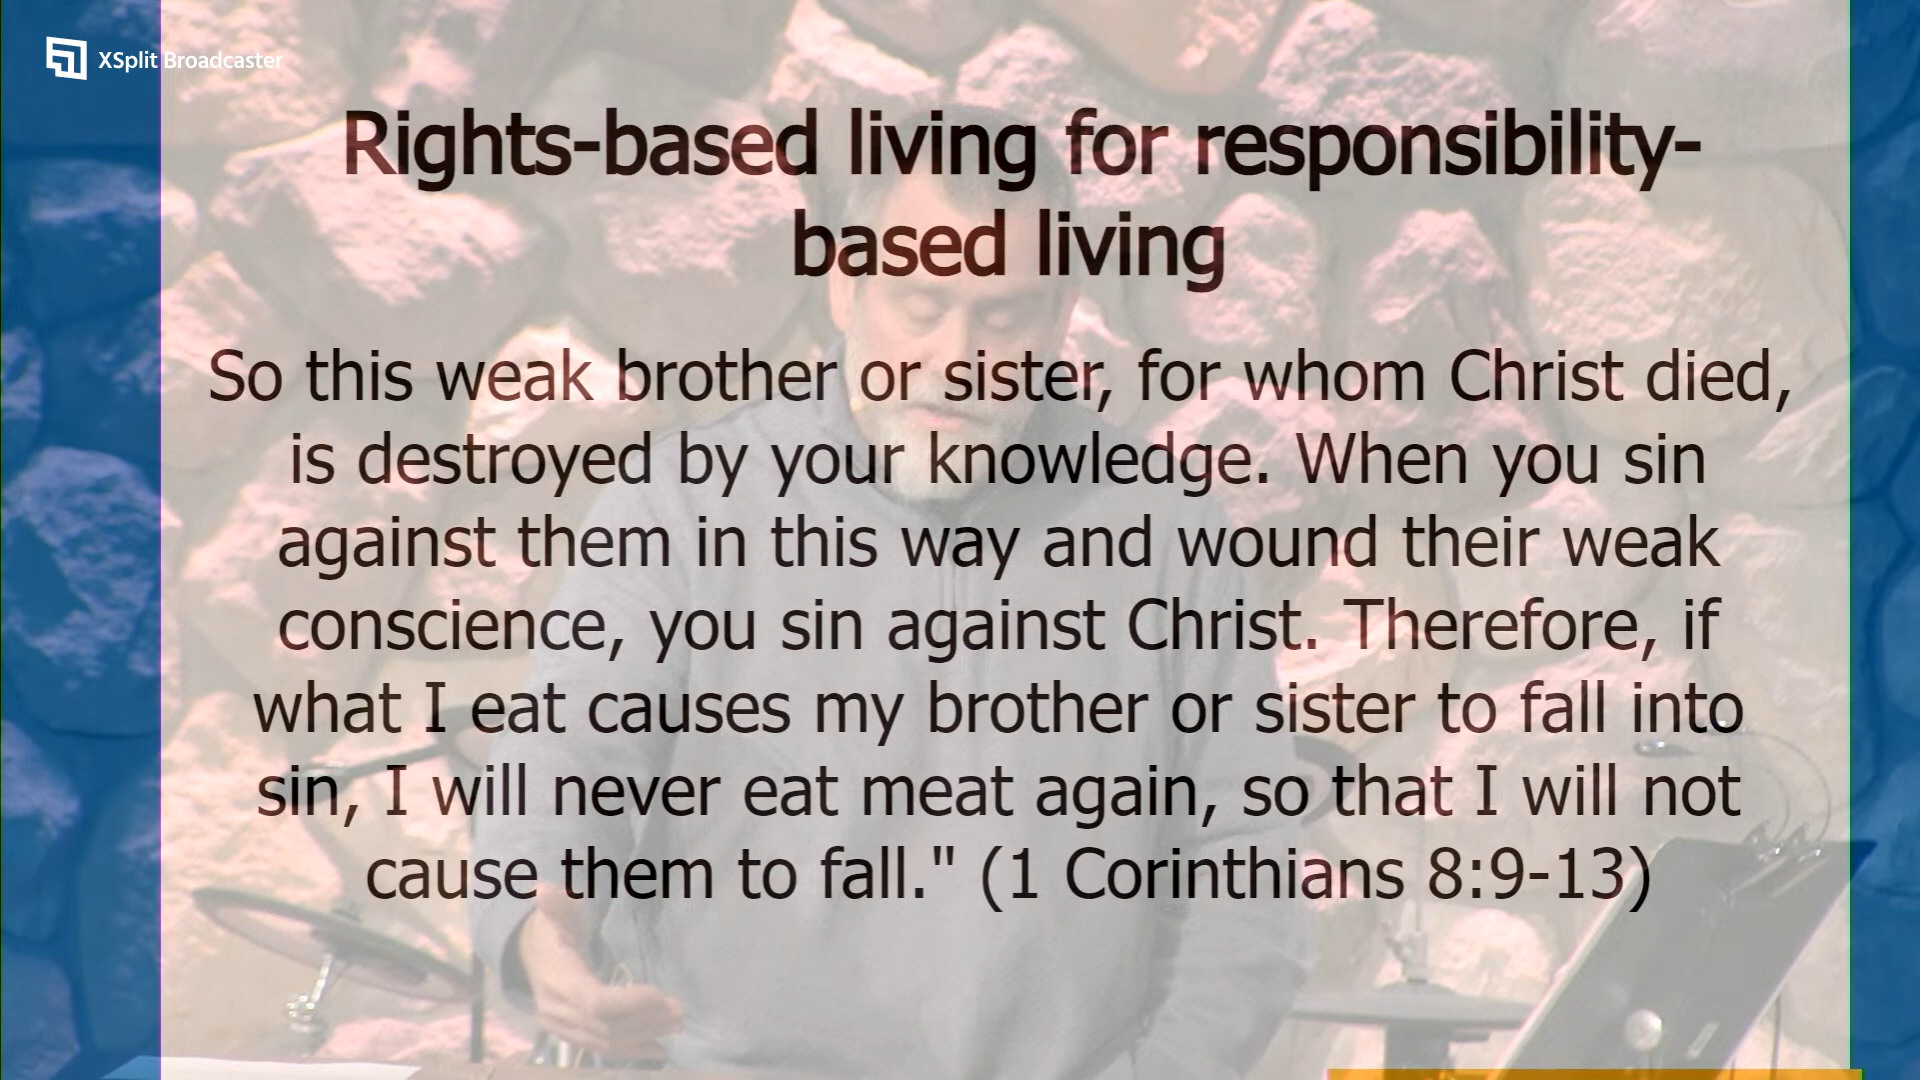 XSplit Broadcaster
Rights-based living for responsibility-
based living
So this weak brother or sister, for whom Christ died,
is destroyed by your knowledge. When you sin
against them in this way and wound their weak
conscience, you sin against Christ. Therefore, if
what I eat causes my brother or sister to fall into
sin, I will never eat meat again, so that I will not
cause them to fall." (1 Corinthians 8:9-13)